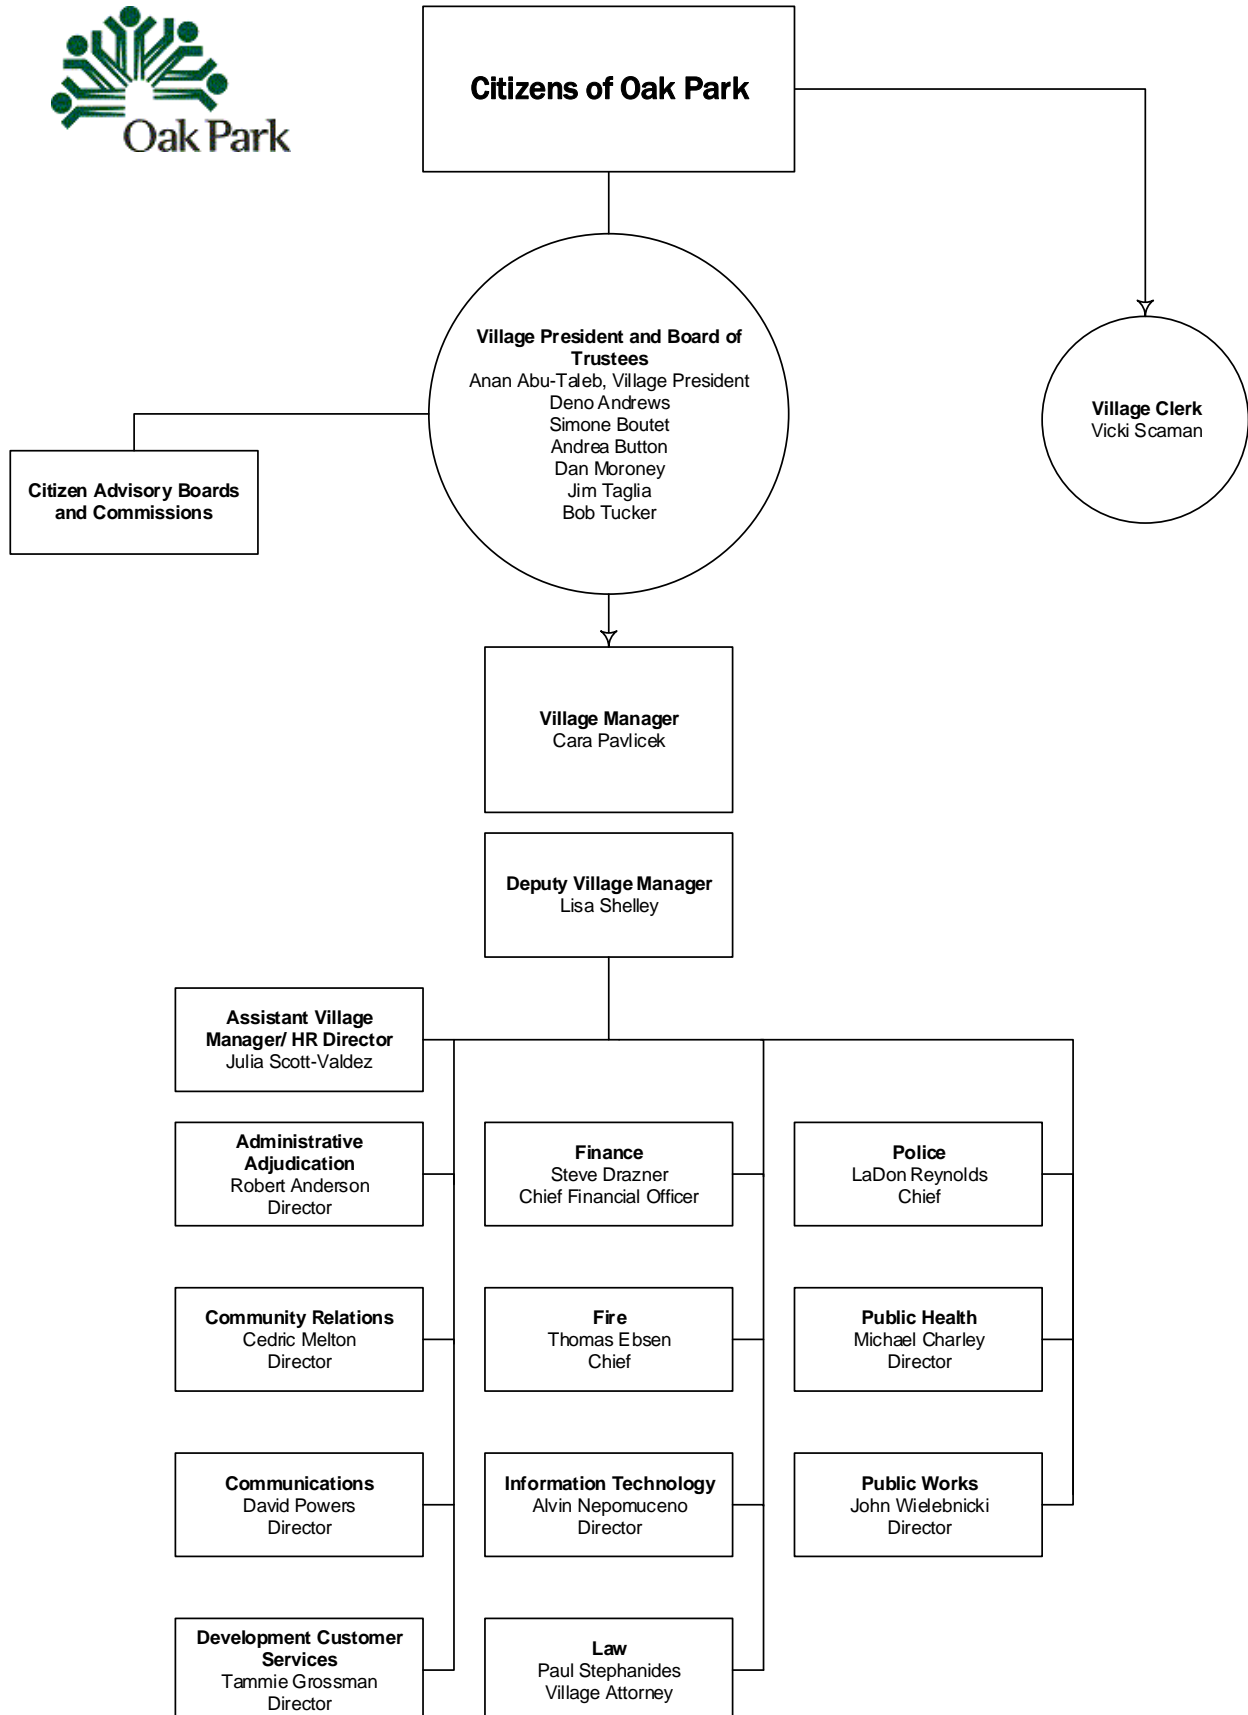 Oak Park
Citizens of Oak Park
Village President and Board of
Trustees
Anan Abu-Taleb, Village President
Deno Andrews
Simone Boutet
Andrea Button
Dan Moroney
Jim Taglia
Bob Tucker
Village Clerk
Vicki Scaman
Citizen Advisory Boards
and Commissions
Village Manager
Cara Pavlicek
Deputy Village Manager
Lisa Shelley
Assistant Village
Manager/ HR Director
Julia Scott-Valdez
Administrative
Adjudication
Robert Anderson
Director
Finance
Steve Drazner
Chief Financial Officer
Police
LaDon Reynolds
Chief
Community Relations
Cedric Melton
Director
Fire
Thomas Ebsen
Chief
Public Health
Michael Charley
Director
Communications
David Powers
Director
Information Technology
Alvin Nepomuceno
Director
Public Works
John Wielebnicki
Director
Development Customer
Services
Tammie Grossman
Director
Law
Paul Stephanides
Village Attorney